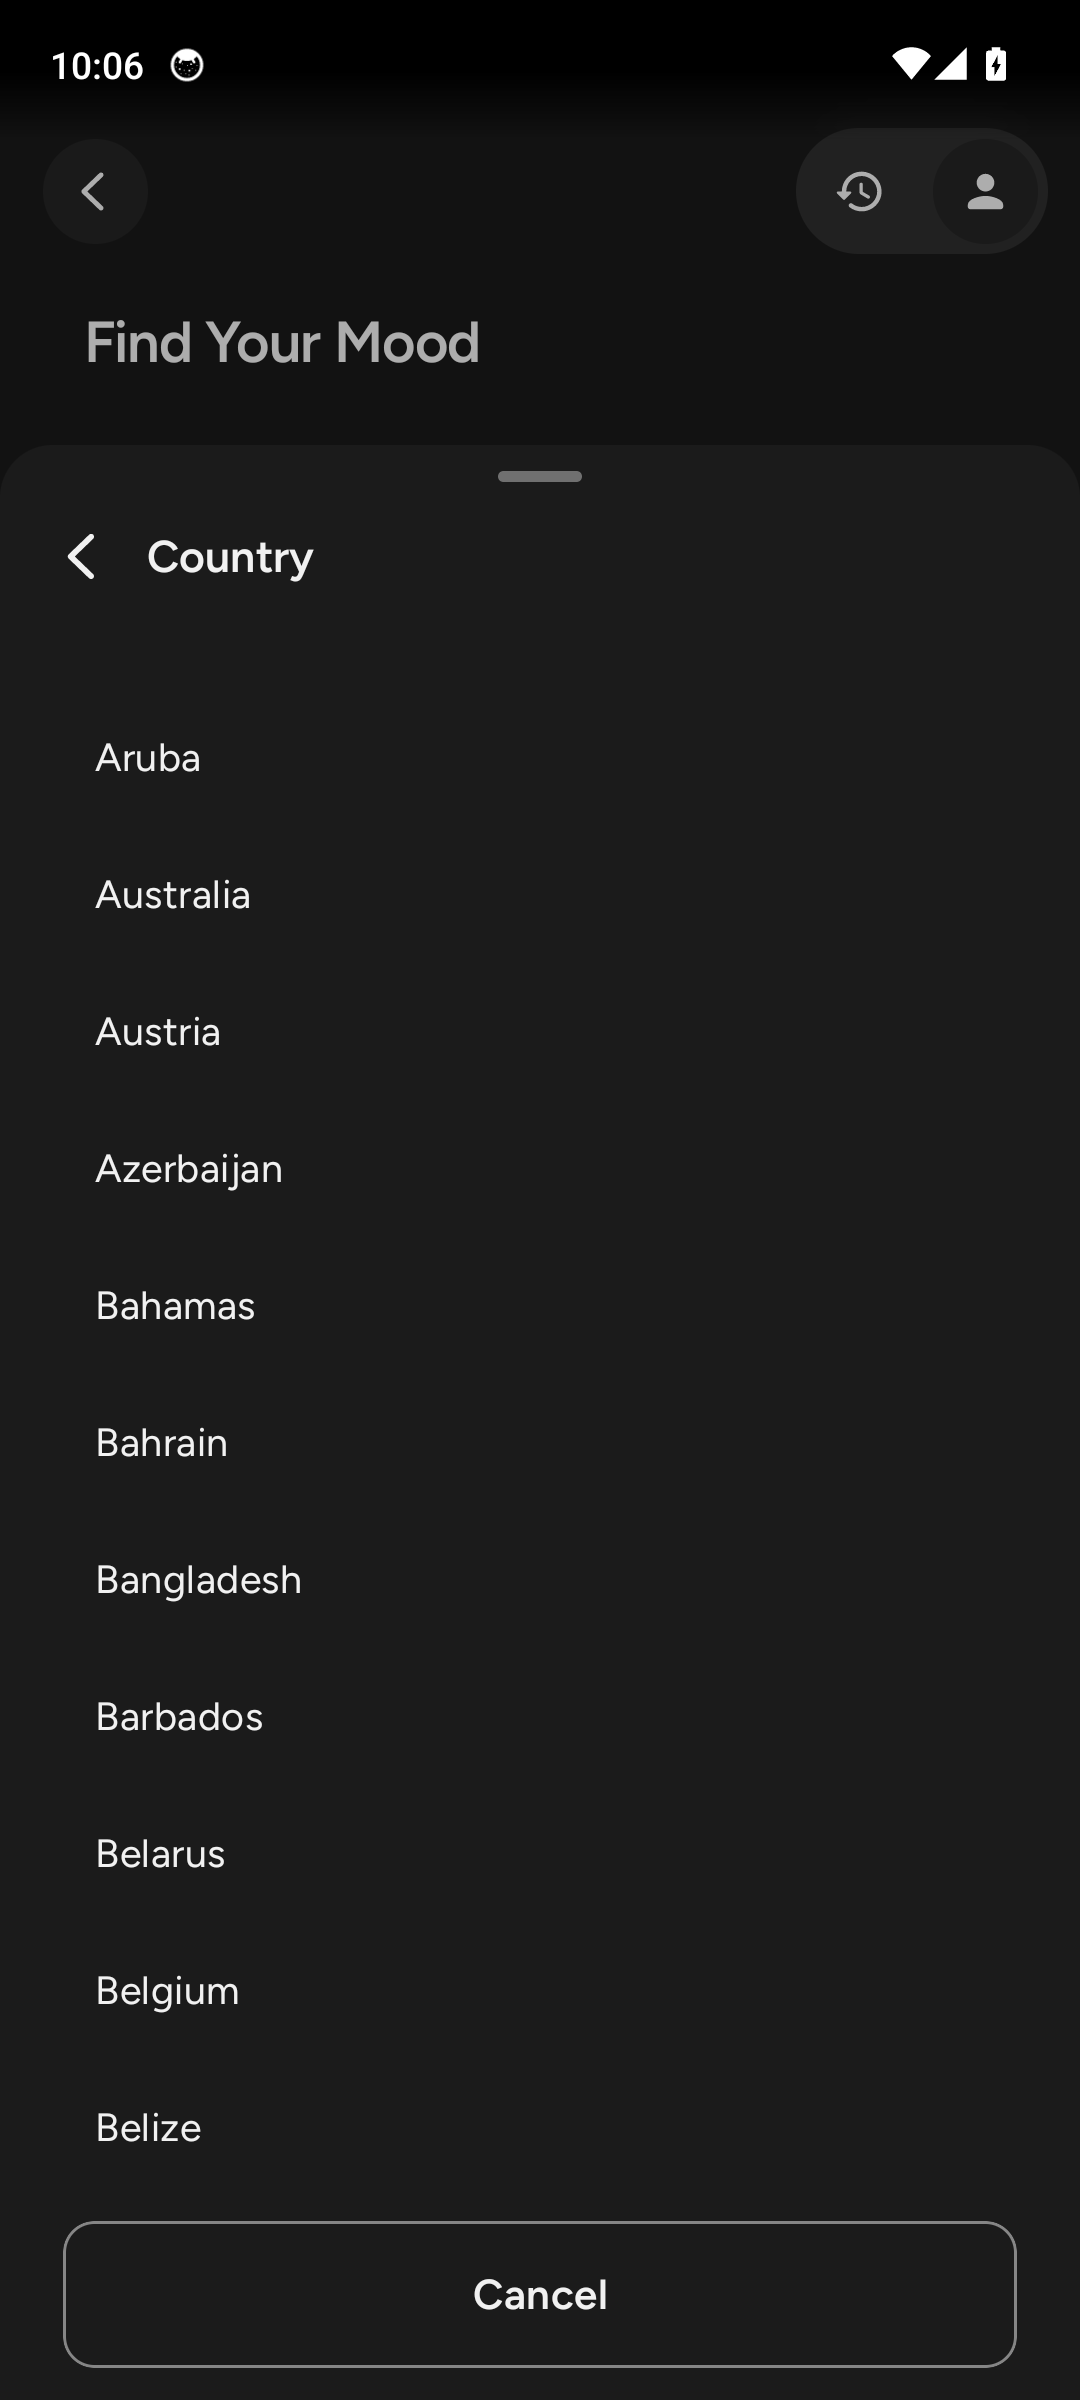 10:06
Find Your Mood
Country
Aruba
Australia
Austria
Azerbaijan
Bahamas
Bahrain
Bangladesh
Barbados
Belarus
Belgium
Belize
Cancel